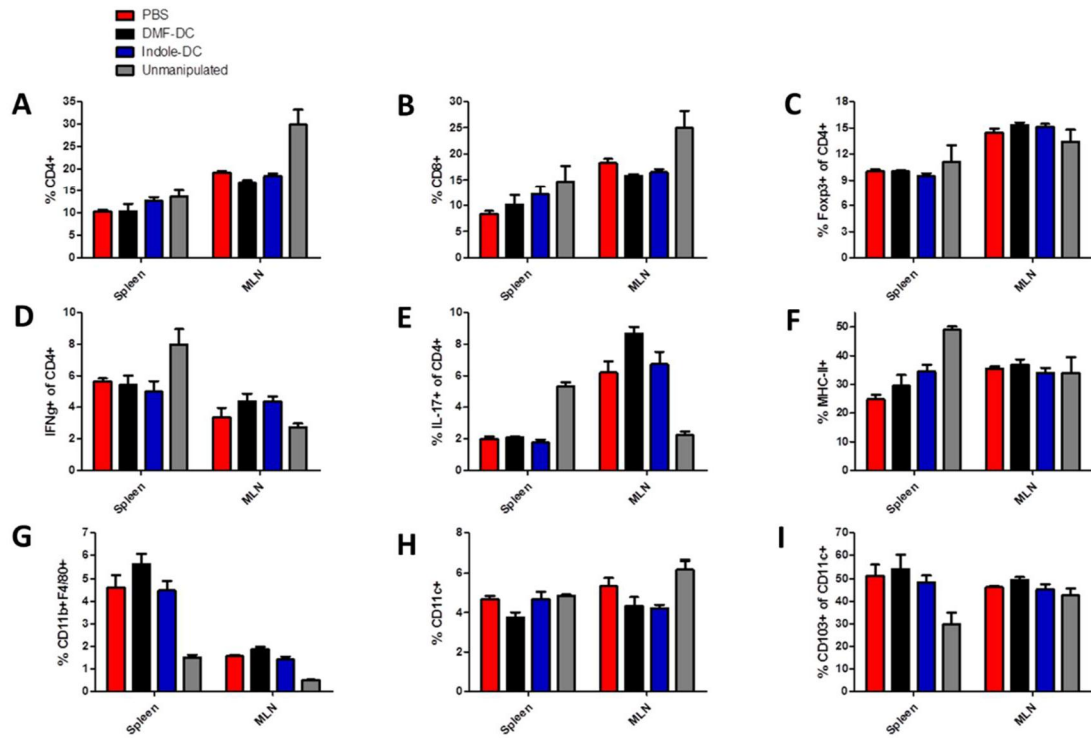 PBS
DMF-DC
Indole-DC
Unmanipulated
A
% CD4+
35
30
25
20
15
10
5
0
Spleen
MLN
B
% CD8+
30
25
20
15
10
5
0
Spleen
MLN
C
% Foxp3+ of CD4+
18
15
12
9
6
3
0
Spleen
MLN
D
IFNg+ of CD4+
10
8
6
4
2
0
Spleen
MLN
E
% IL-17+ of CD4+
10
8
6
4
2
0
Spleen
MLN
F
% MHC-II+
50
40
30
20
10
0
Spleen
MLN
G
% CD11b+F4/80+
7
6
5
4
3
2
1
0
Spleen
MLN
H
% CD11c+
8
6
4
2
0
Spleen
MLN
I
% CD103+ of CD11c+
70
60
50
40
30
20
10
0
Spleen
MLN